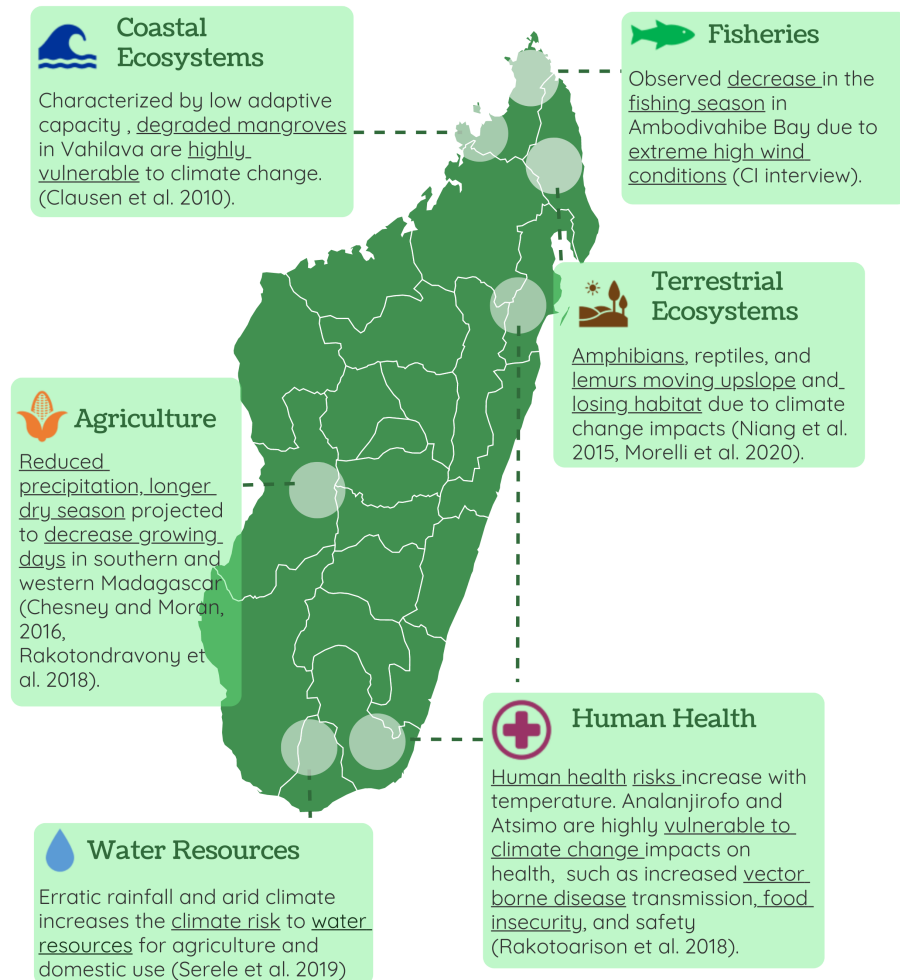 Coastal
Ecosystems
Characterized by low adaptive
capacity , degraded mangroves
in Vahilava are highly
vulnerable to climate change.
(Clausen et al. 2010).
Fisheries
Observed decrease in the
fishing season in
Ambodivahibe Bay due to
extreme high wind
conditions (CI interview).
Terrestrial
Ecosystems
Amphibians, reptiles, and
lemurs moving upslope and
losing habitat due to climate
change impacts (Niang et al.
2015, Morelli et al. 2020).
Agriculture
Reduced
precipitation, longer
dry season projected
to decrease growing
days in southern and
western Madagascar
(Chesney and Moran,
2016,
Rakotondravony et
al. 2018).
Human Health
Human health risks increase with
temperature. Analanjirofo and
Atsimo are highly vulnerable to
climate change impacts on
health, such as increased vector
borne disease transmission, food
insecurity, and safety
(Rakotoarison et al. 2018).
Water Resources
Erratic rainfall and arid climate
increases the climate risk to water
resources for agriculture and
domestic use (Serele et al. 2019)